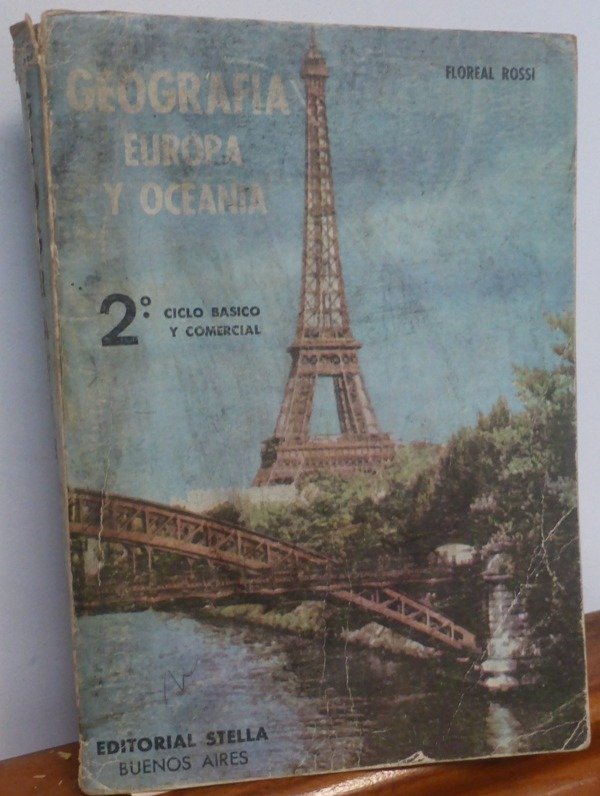 FLOREAL ROSSI
GEOGRAFIA
EUROPA
Y OCEANIA
2º CICLO BASICO
Y COMERCIAL
EDITORIAL STELLA
BUENOS AIRES